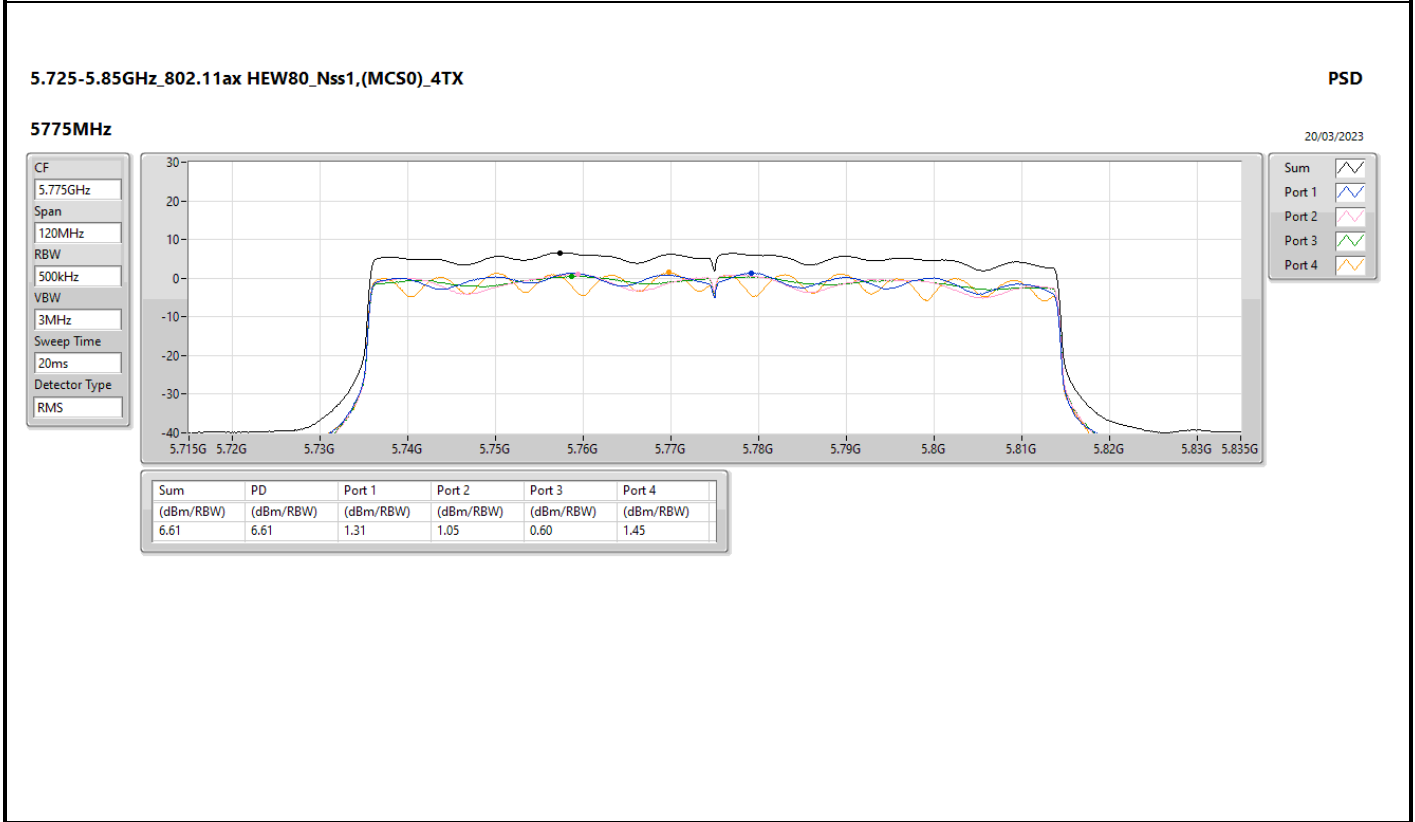 5.725-5.85GHz_802.11ax HEW80_Nss1,(MCS0)_4TX PSD
5775MHz
20/03/2023
CF
5.775GHz
Span
120MHz
RBW
500kHz
VBW
3MHz
Sweep Time
20ms
Detector Type
RMS
30
20
10
0
-10
-20
-30
-40
5.715G 5.72G 5.73G 5.74G 5.75G 5.76G 5.77G 5.78G 5.79G 5.8G 5.81G 5.82G 5.83G 5.835G
Sum
Port 1
Port 2
Port 3
Port 4
Sum PD Port 1 Port 2 Port 3 Port 4
(dBm/RBW) (dBm/RBW) (dBm/RBW) (dBm/RBW) (dBm/RBW) (dBm/RBW)
6.61 6.61 1.31 1.05 0.60 1.45